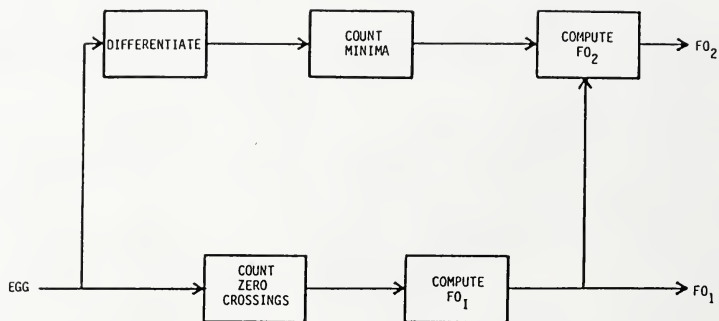 DIFFERENTIATE
COUNT
MINIMA
COMPUTE
FO2
FO2
EGG
COUNT
ZERO
CROSSINGS
COMPUTE
FO1
FO1